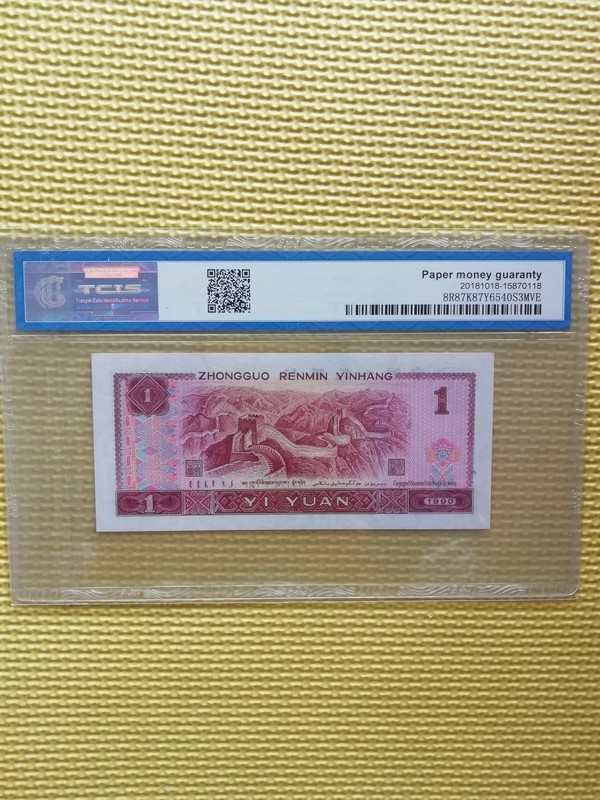 TCIS
Tianjin Coin Identification Service
Paper money guaranty
20181018-15870118
8R87K87Y6540S3MVE
ZHONGGUO RENMIN YINHANG
1
1
1
YI YUAN
1990